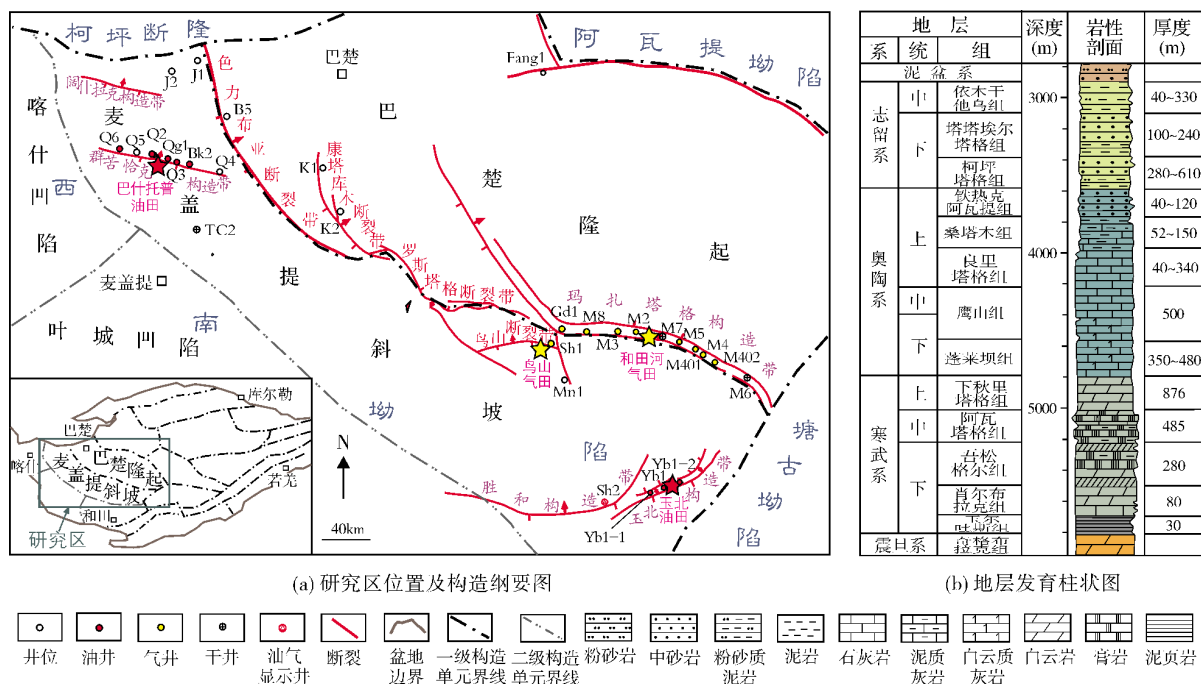 柯坪断隆
阿瓦提坳陷
喀什凹陷
麦盖提斜坡
巴楚隆起
西南坳陷
叶城凹陷
塘古坳陷
色力布亚断裂带
阔什拉克构造带
群苦恰克构造带
康塔库木断裂带
罗斯塔格断裂带
鸟山断裂带
玛扎塔格构造带
胜和构造带
玉北构造带
巴楚
麦盖提
J2
J1
B5
Fang1
Q6
Q5
Q2
Qg1
Bk2
Q3
Q4
巴什托普
油田
TC2
K1
K2
Gd1
M8
M2
M7
M5
M4
M402
M3
M401
M6
Sh1
鸟山
气田
和田河
气田
Mn1
Sh2
Yb1
Yb1-2
Yb1-1
玉北
油田
N
40km
库尔勒
巴楚
喀什
麦盖提斜坡
巴楚隆起
若羌
研究区
(a) 研究区位置及构造纲要图
地层
系
统
组
深度
(m)
岩性
剖面
厚度
(m)
泥盆系
志留系
中
依木干
他乌组
40~330
3000
下
塔塔埃尔
塔格组
100~240
柯坪
塔格组
280~610
奥陶系
上
铁热克
阿瓦提组
40~120
桑塔木组
52~150
4000
良里
塔格组
40~340
中
鹰山组
500
下
蓬莱坝组
350~480
寒武系
上
下秋里
塔格组
876
5000
中
阿瓦
塔格组
485
下
吾松
格尔组
280
肖尔布
拉克组
80
30
震旦系
(b) 地层发育柱状图
井位
油井
气井
干井
油气
显示井
断裂
盆地
边界
一级构造
单元界线
二级构造
单元界线
粉砂岩
中砂岩
粉砂质
泥岩
泥岩
石灰岩
泥质
灰岩
白云质
灰岩
白云岩
膏岩
泥页岩